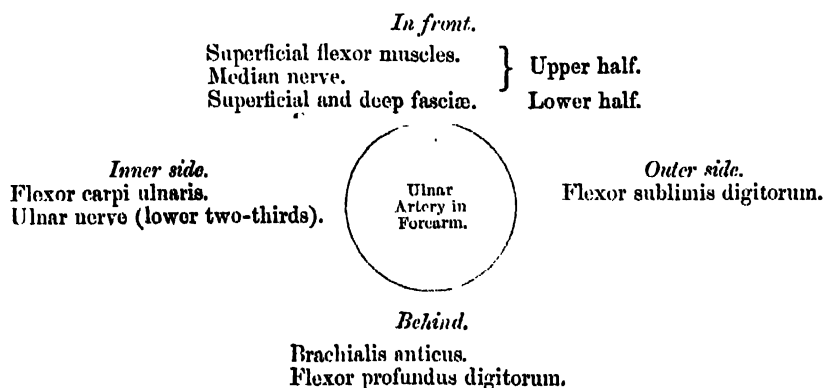 In front.
Superficial flexor muscles.
Median nerve.
Upper half.
Superficial and deep fasciæ. Lower half.
Inner side.
Flexor carpi ulnaris.
Ulnar nerve (lower two-thirds).
Ulnar
Artery in
Forearm.
Outer side.
Flexor sublimis digitorum.
Behind.
Brachialis anticus.
Flexor profundus digitorum.